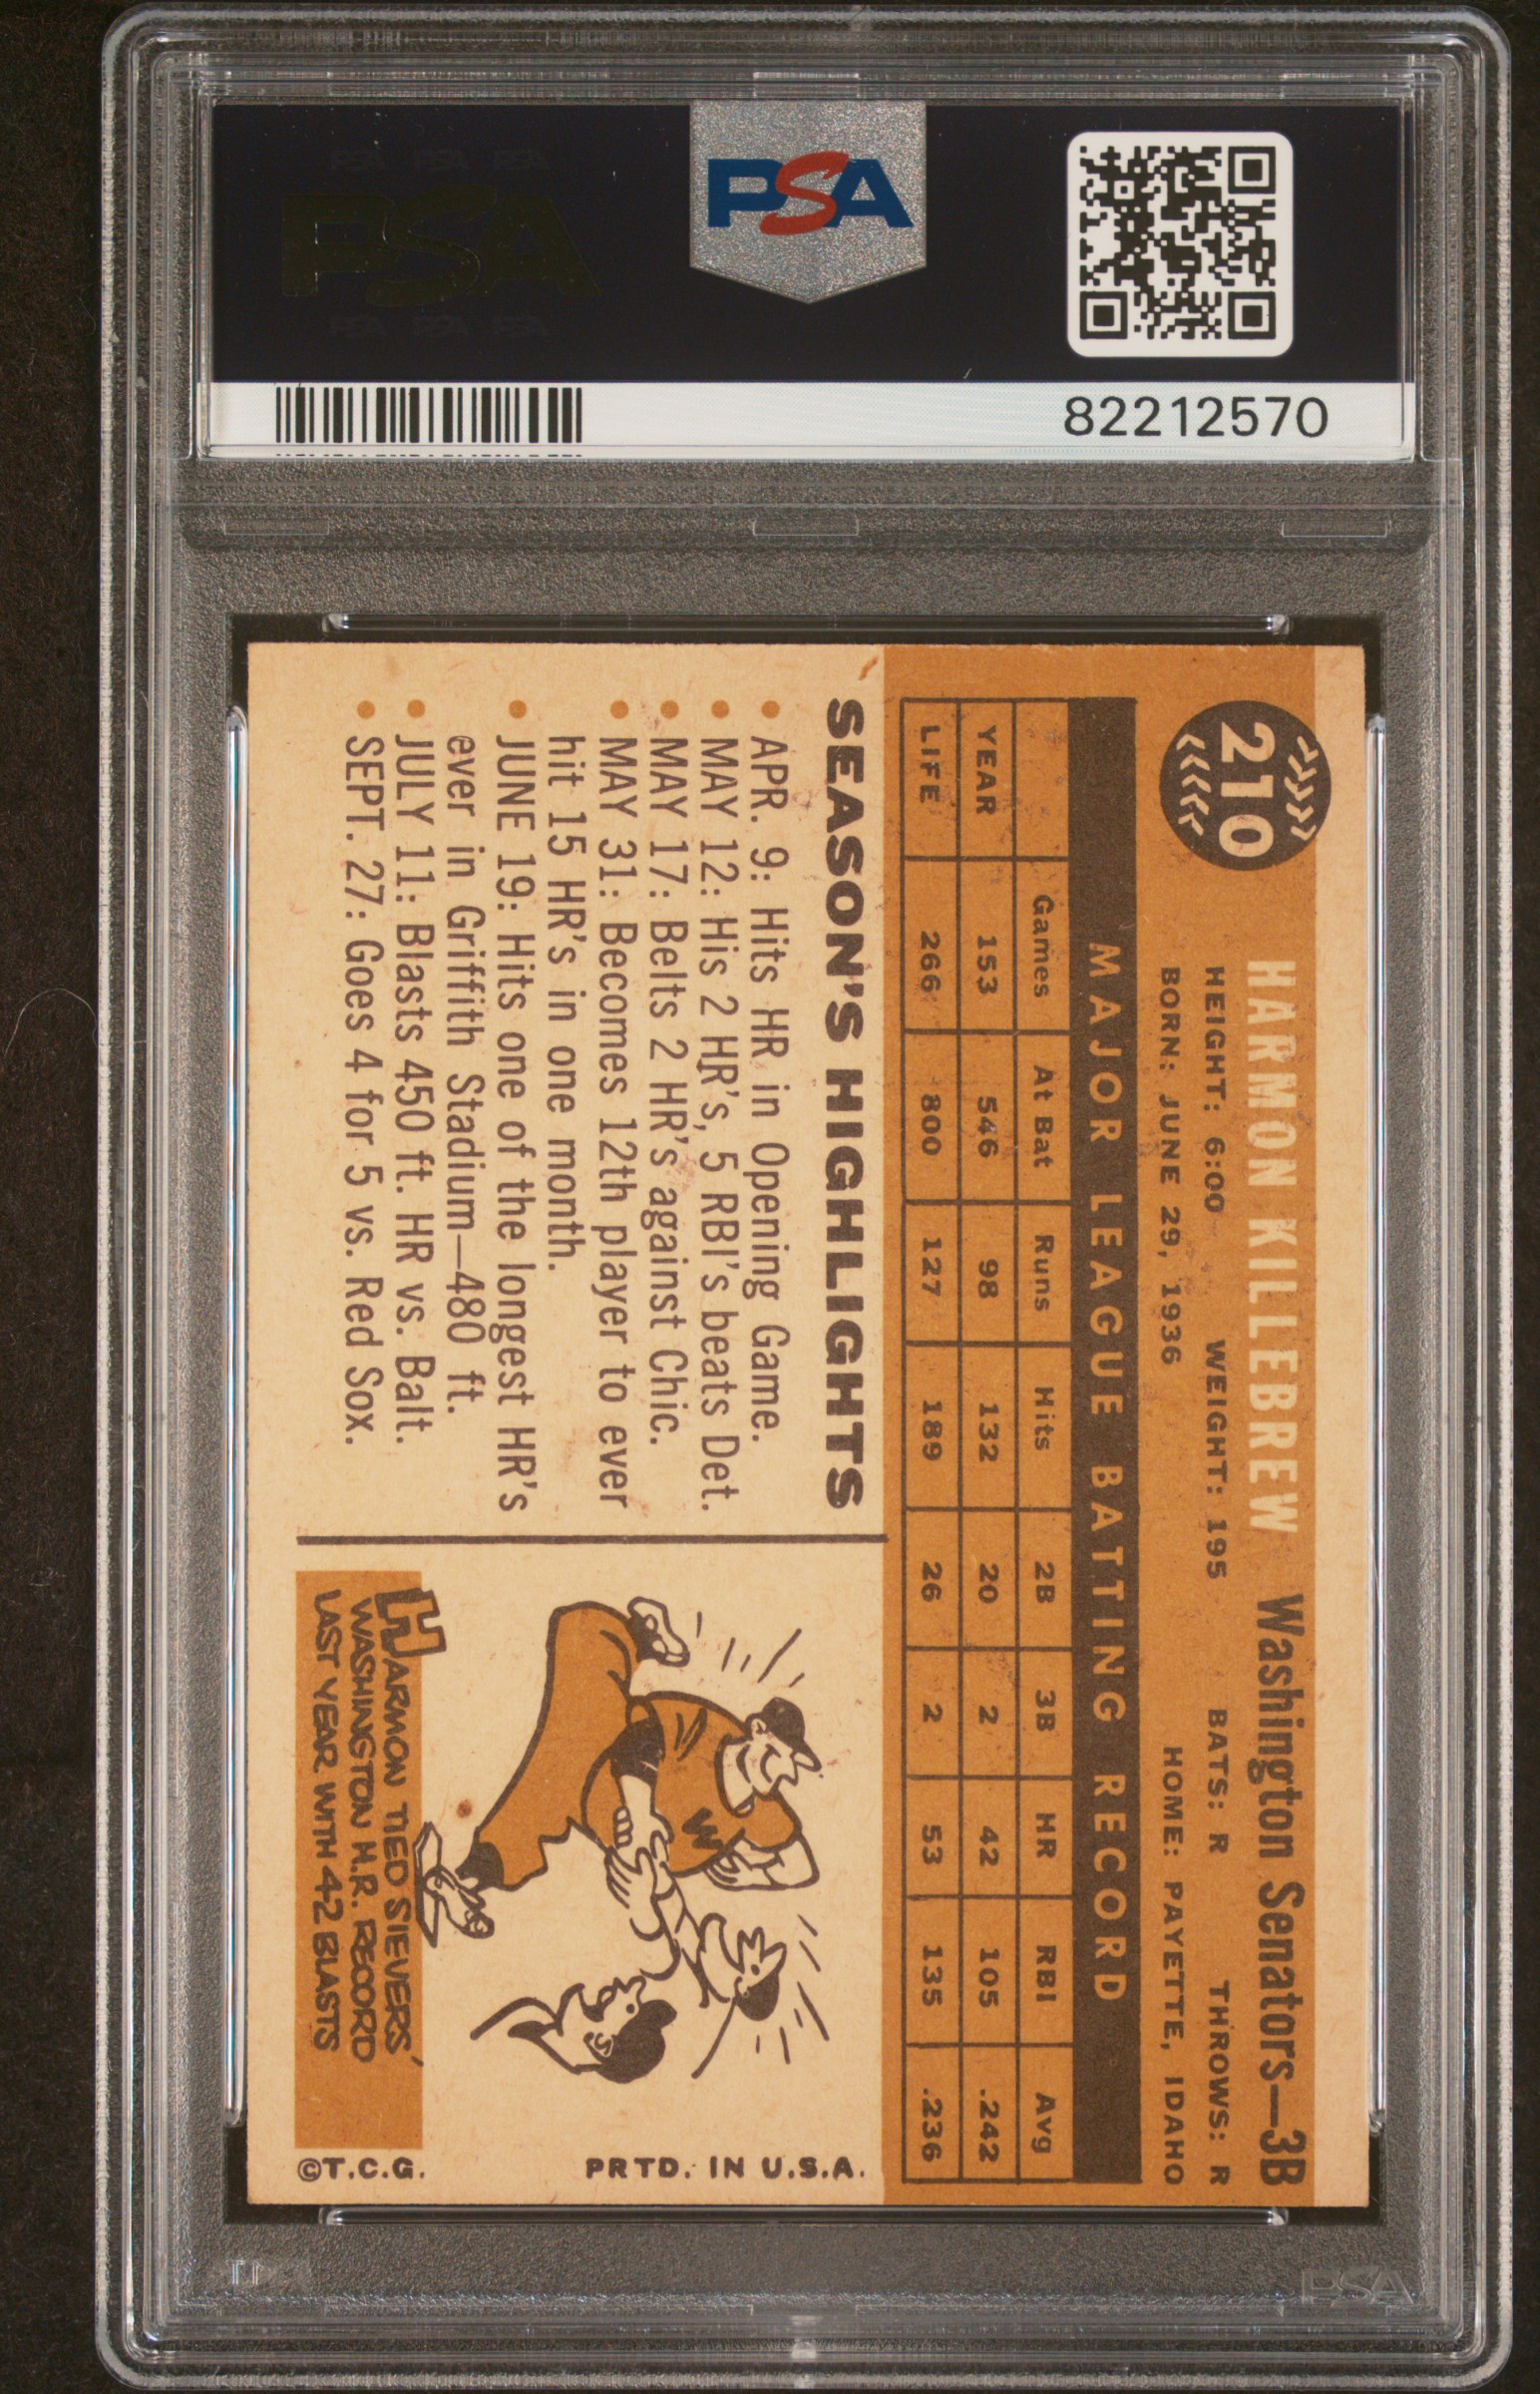 PSA PSA PSA
PSA
PSA PSA PSA
PSA
82212570
210
HARMON KILLEBREW Washington Senators—3B
HEIGHT: 6:00 WEIGHT: 195 BATS: R THROWS: R
BORN: JUNE 29, 1936 HOME: PAYETTE, IDAHO
MAJOR LEAGUE BATTING RECORD
Games At Bat Runs Hits 2B 3B HR RBI Avg
YEAR 153 546 98 132 20 2 42 105 .242
LIFE 266 800 127 189 26 2 53 135 .236
SEASON'S HIGHLIGHTS
• APR. 9: Hits HR in Opening Game.
• MAY 12: His 2 HR's, 5 RBI's beats Det.
• MAY 17: Belts 2 HR's against Chic.
• MAY 31: Becomes 12th player to ever
hit 15 HR's in one month.
• JUNE 19: Hits one of the longest HR's
ever in Griffith Stadium—480 ft.
• JULY 11: Blasts 450 ft. HR vs. Balt.
• SEPT. 27: Goes 4 for 5 vs. Red Sox.
W
HARMON TIED SIEVERS'
WASHINGTON H.R. RECORD
LAST YEAR WITH 42 BLASTS
PRTD. IN U.S.A.
©T.C.G.
PSA